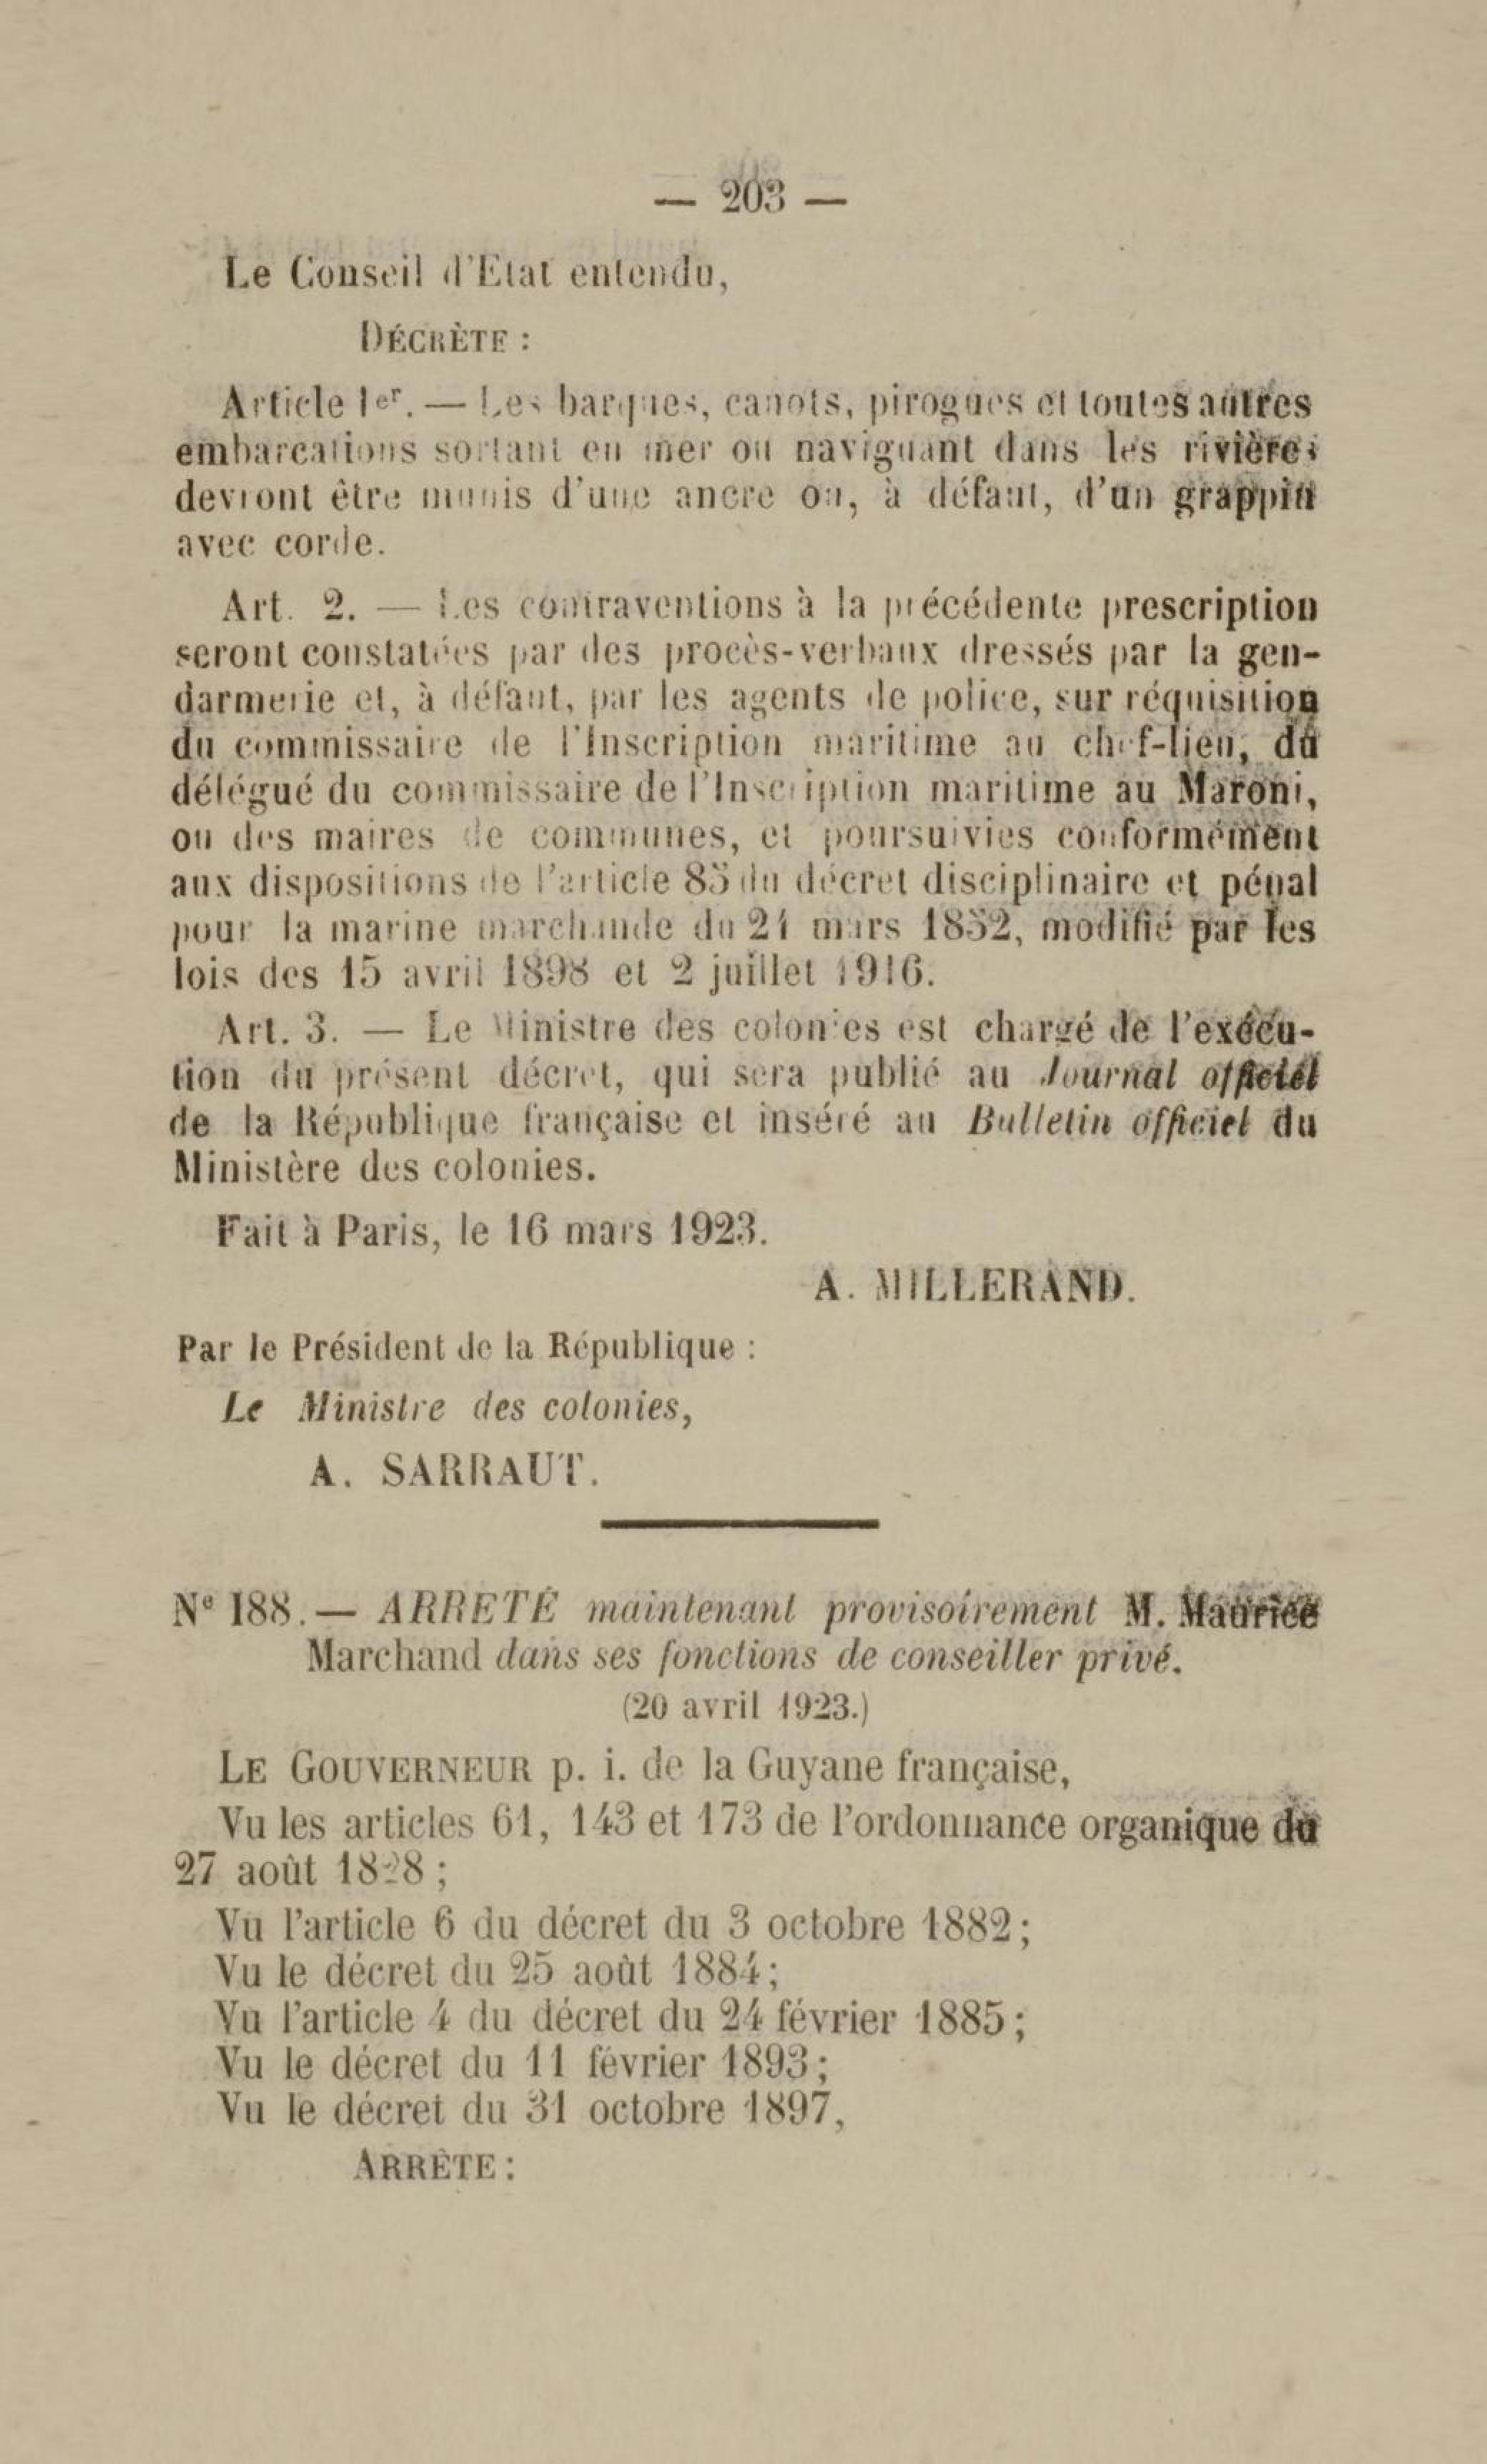 — 203 —
Le Conseil d'Etat entendu,
DÉCRÈTE :
Article 1er. — Les barques, canots, pirogues et toutes autres
embarcations sortant en mer ou naviguant dans les rivières
devront être munis d'une ancre ou, à défaut, d'un grappin
avec corde.
Art. 2. — Les contraventions à la précédente prescription
seront constatées par des procès-verbaux dressés par la gen-
darmerie et, à défaut, par les agents de police, sur réquisition
du commissaire de l'Inscription maritime au chef-lieu, du
délégué du commissaire de l'Inscription maritime au Maroni,
ou des maires de communes, et poursuivies conformément
aux dispositions de l'article 85 du décret disciplinaire et pénal
pour la marine marchande du 24 mars 1852, modifié par les
lois des 15 avril 1898 et 2 juillet 1916.
Art. 3. — Le Ministre des colonies est chargé de l'exécu-
tion du présent décret, qui sera publié au Journal officiel
de la République française et inséré au Bulletin officiel du
Ministère des colonies.
Fait à Paris, le 16 mars 1923.
A. MILLERAND.
Par le Président de la République :
Le Ministre des colonies,
A. SARRAUT.
N° 188. — ARRETÉ maintenant provisoirement M. Maurice
Marchand dans ses fonctions de conseiller privé.
(20 avril 1923.)
LE GOUVERNEUR p. i. de la Guyane française,
Vu les articles 61, 143 et 173 de l'ordonnance organique du
27 août 1828 ;
Vu l'article 6 du décret du 3 octobre 1882 ;
Vu le décret du 25 août 1884 ;
Vu l'article 4 du décret du 24 février 1885 ;
Vu le décret du 11 février 1893 ;
Vu le décret du 31 octobre 1897,
ARRÊTE :